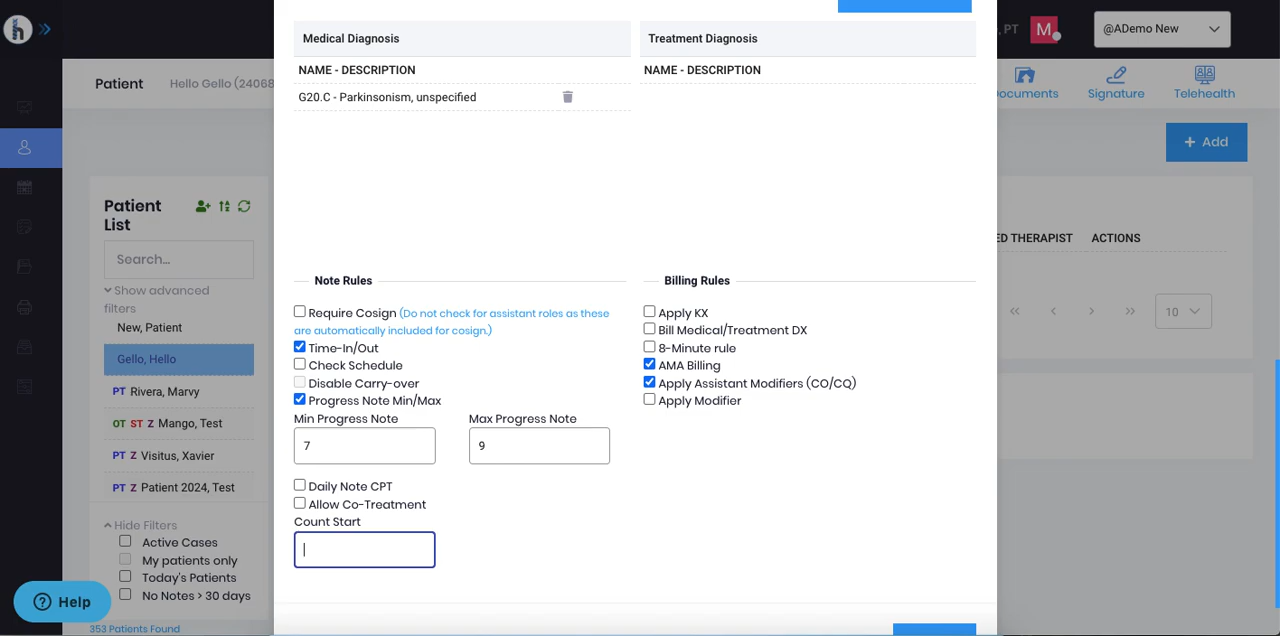 h
, PT
M
@ADemo New
Patient
Hello Gello (24068
Documents
Signature
Telehealth
+ Add
Patient
List
Search...
Show advanced
filters
New, Patient
Gello, Hello
PT Rivera, Marvy
OT ST Z Mango, Test
PT Z Visitus, Xavier
PT Z Patient 2024, Test
Hide Filters
Active Cases
My patients only
Today's Patients
No Notes > 30 days
Help
353 Patients Found
Medical Diagnosis
NAME - DESCRIPTION
G20.C - Parkinsonism, unspecified
Treatment Diagnosis
NAME - DESCRIPTION
Note Rules
Require Cosign (Do not check for assistant roles as these
are automatically included for cosign.)
Time-In/Out
Check Schedule
Disable Carry-over
Progress Note Min/Max
Min Progress Note
7
Max Progress Note
9
Daily Note CPT
Allow Co-Treatment
Count Start
Billing Rules
Apply KX
Bill Medical/Treatment DX
8-Minute rule
AMA Billing
Apply Assistant Modifiers (CO/CQ)
Apply Modifier
ED THERAPIST
ACTIONS
10